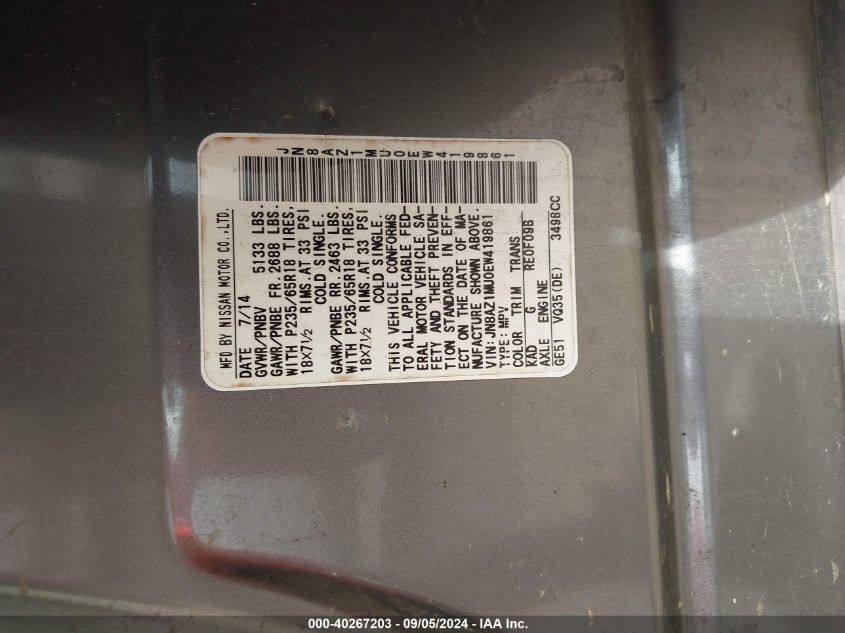 JN8AZ1MU0EW419861
MFD BY NISSAN MOTOR CO.,LTD.
DATE 7/14
GVWR/PNBV 5133 LBS.
GAWR/PNBE FR. 2688 LBS.
WITH P235/65R18 TIRES,
18X7½ RIMS.AT 33 PSI
COLD SINGLE.
GAWR/PNBE RR. 2463 LBS.
WITH P235/65R18 TIRES,
18X7½ RIMS.AT 33 PSI
COLD SINGLE.
THIS VEHICLE CONFORMS
TO ALL APPLICABLE FED-
ERAL MOTOR VEHICLE SA-
FETY AND THEFT PREVEN-
TION STANDARDS IN EFF-
ECT ON THE DATE OF MA-
NUFACTURE SHOWN ABOVE.
VIN: JN8AZ1MU0EW419861
TYPE: MBV
COLOR TRIM TRANS
KAD G RE0F09B
AXLE ENGINE
GE51 VQ35(DE) 3498CC
000-40267203 - 09/05/2024 - IAA Inc.